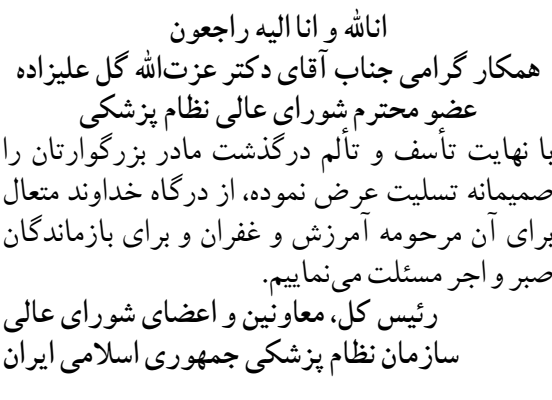 انالله و انا الیه راجعون
همکار گرامی جناب آقای دکتر عزت‌الله گل علیزاده
عضو محترم شورای عالی نظام پزشکی
با نهایت تأسف و تألم درگذشت مادر بزرگوارتان را
صمیمانه تسلیت عرض نموده، از درگاه خداوند متعال
برای آن مرحومه آمرزش و غفران و برای بازماندگان
صبر و اجر مسئلت می‌نماییم.
رئیس کل، معاونین و اعضای شورای عالی
سازمان نظام پزشکی جمهوری اسلامی ایران